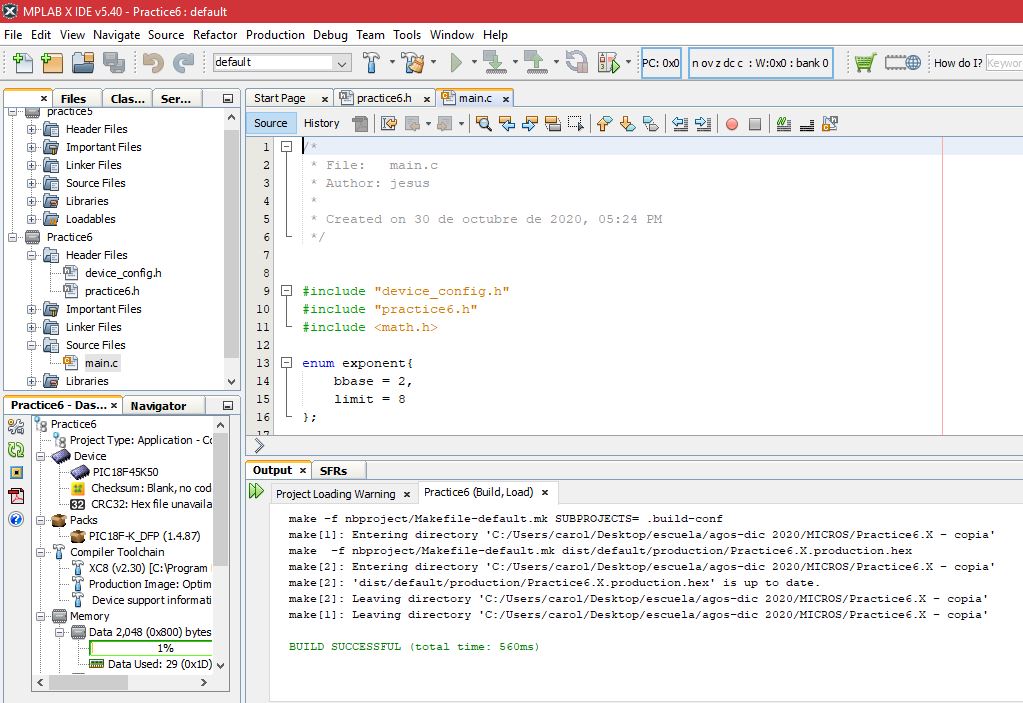 MPLAB X IDE v5.40 - Practice6 : default
File Edit View Navigate Source Refactor Production Debug Team Tools Window Help
default
PC: 0x0
n ov z dc c : W:0x0 : bank 0
How do I?
Files
Clas...
Ser...
Start Page
practice6.h
main.c
Source
History
practice5
Header Files
Important Files
Linker Files
Source Files
Libraries
Loadables
Practice6
Header Files
device_config.h
practice6.h
Important Files
Linker Files
Source Files
main.c
Libraries
1 /*
2 * File: main.c
3 * Author: jesus
4 *
5 * Created on 30 de octubre de 2020, 05:24 PM
6 */
7
8
9 #include "device_config.h"
10 #include "practice6.h"
11 #include <math.h>
12
13 enum exponent{
14 bbase = 2,
15 limit = 8
16 };
17
Practice6 - Das...
Navigator
Practice6
Project Type: Application - Co
Device
PIC18F45K50
Checksum: Blank, no cod
CRC32: Hex file unavaila
Packs
PIC18F-K_DFP (1.4.87)
Compiler Toolchain
XC8 (v2.30) [C:\Program
Production Image: Optim
Device support informati
Memory
Data 2,048 (0x800) bytes
1%
Data Used: 29 (0x1D)
Output
SFRs
Project Loading Warning
Practice6 (Build, Load)
make -f nbproject/Makefile-default.mk SUBPROJECTS= .build-conf
make[1]: Entering directory 'C:/Users/carol/Desktop/escuela/agos-dic 2020/MICROS/Practice6.X - copia'
make  -f nbproject/Makefile-default.mk dist/default/production/Practice6.X.production.hex
make[2]: Entering directory 'C:/Users/carol/Desktop/escuela/agos-dic 2020/MICROS/Practice6.X - copia'
make[2]: 'dist/default/production/Practice6.X.production.hex' is up to date.
make[2]: Leaving directory 'C:/Users/carol/Desktop/escuela/agos-dic 2020/MICROS/Practice6.X - copia'
make[1]: Leaving directory 'C:/Users/carol/Desktop/escuela/agos-dic 2020/MICROS/Practice6.X - copia'
BUILD SUCCESSFUL (total time: 560ms)